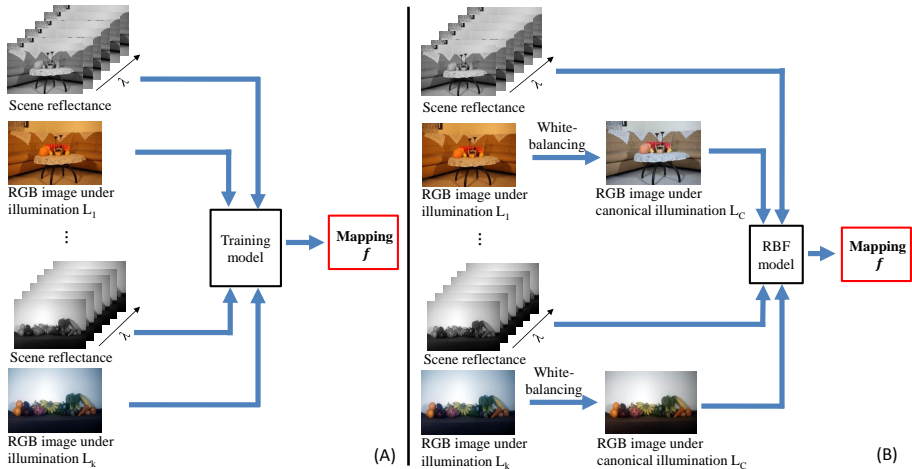 λ
Scene reflectance
RGB image under
illumination L1
...
Training
model
Mapping
f
λ
Scene reflectance
RGB image under
illumination Lk
(A)
λ
Scene reflectance
White-
balancing
RGB image under
illumination L1
RGB image under
canonical illumination LC
...
RBF
model
Mapping
f
λ
Scene reflectance
White-
balancing
RGB image under
illumination Lk
RGB image under
canonical illumination LC
(B)